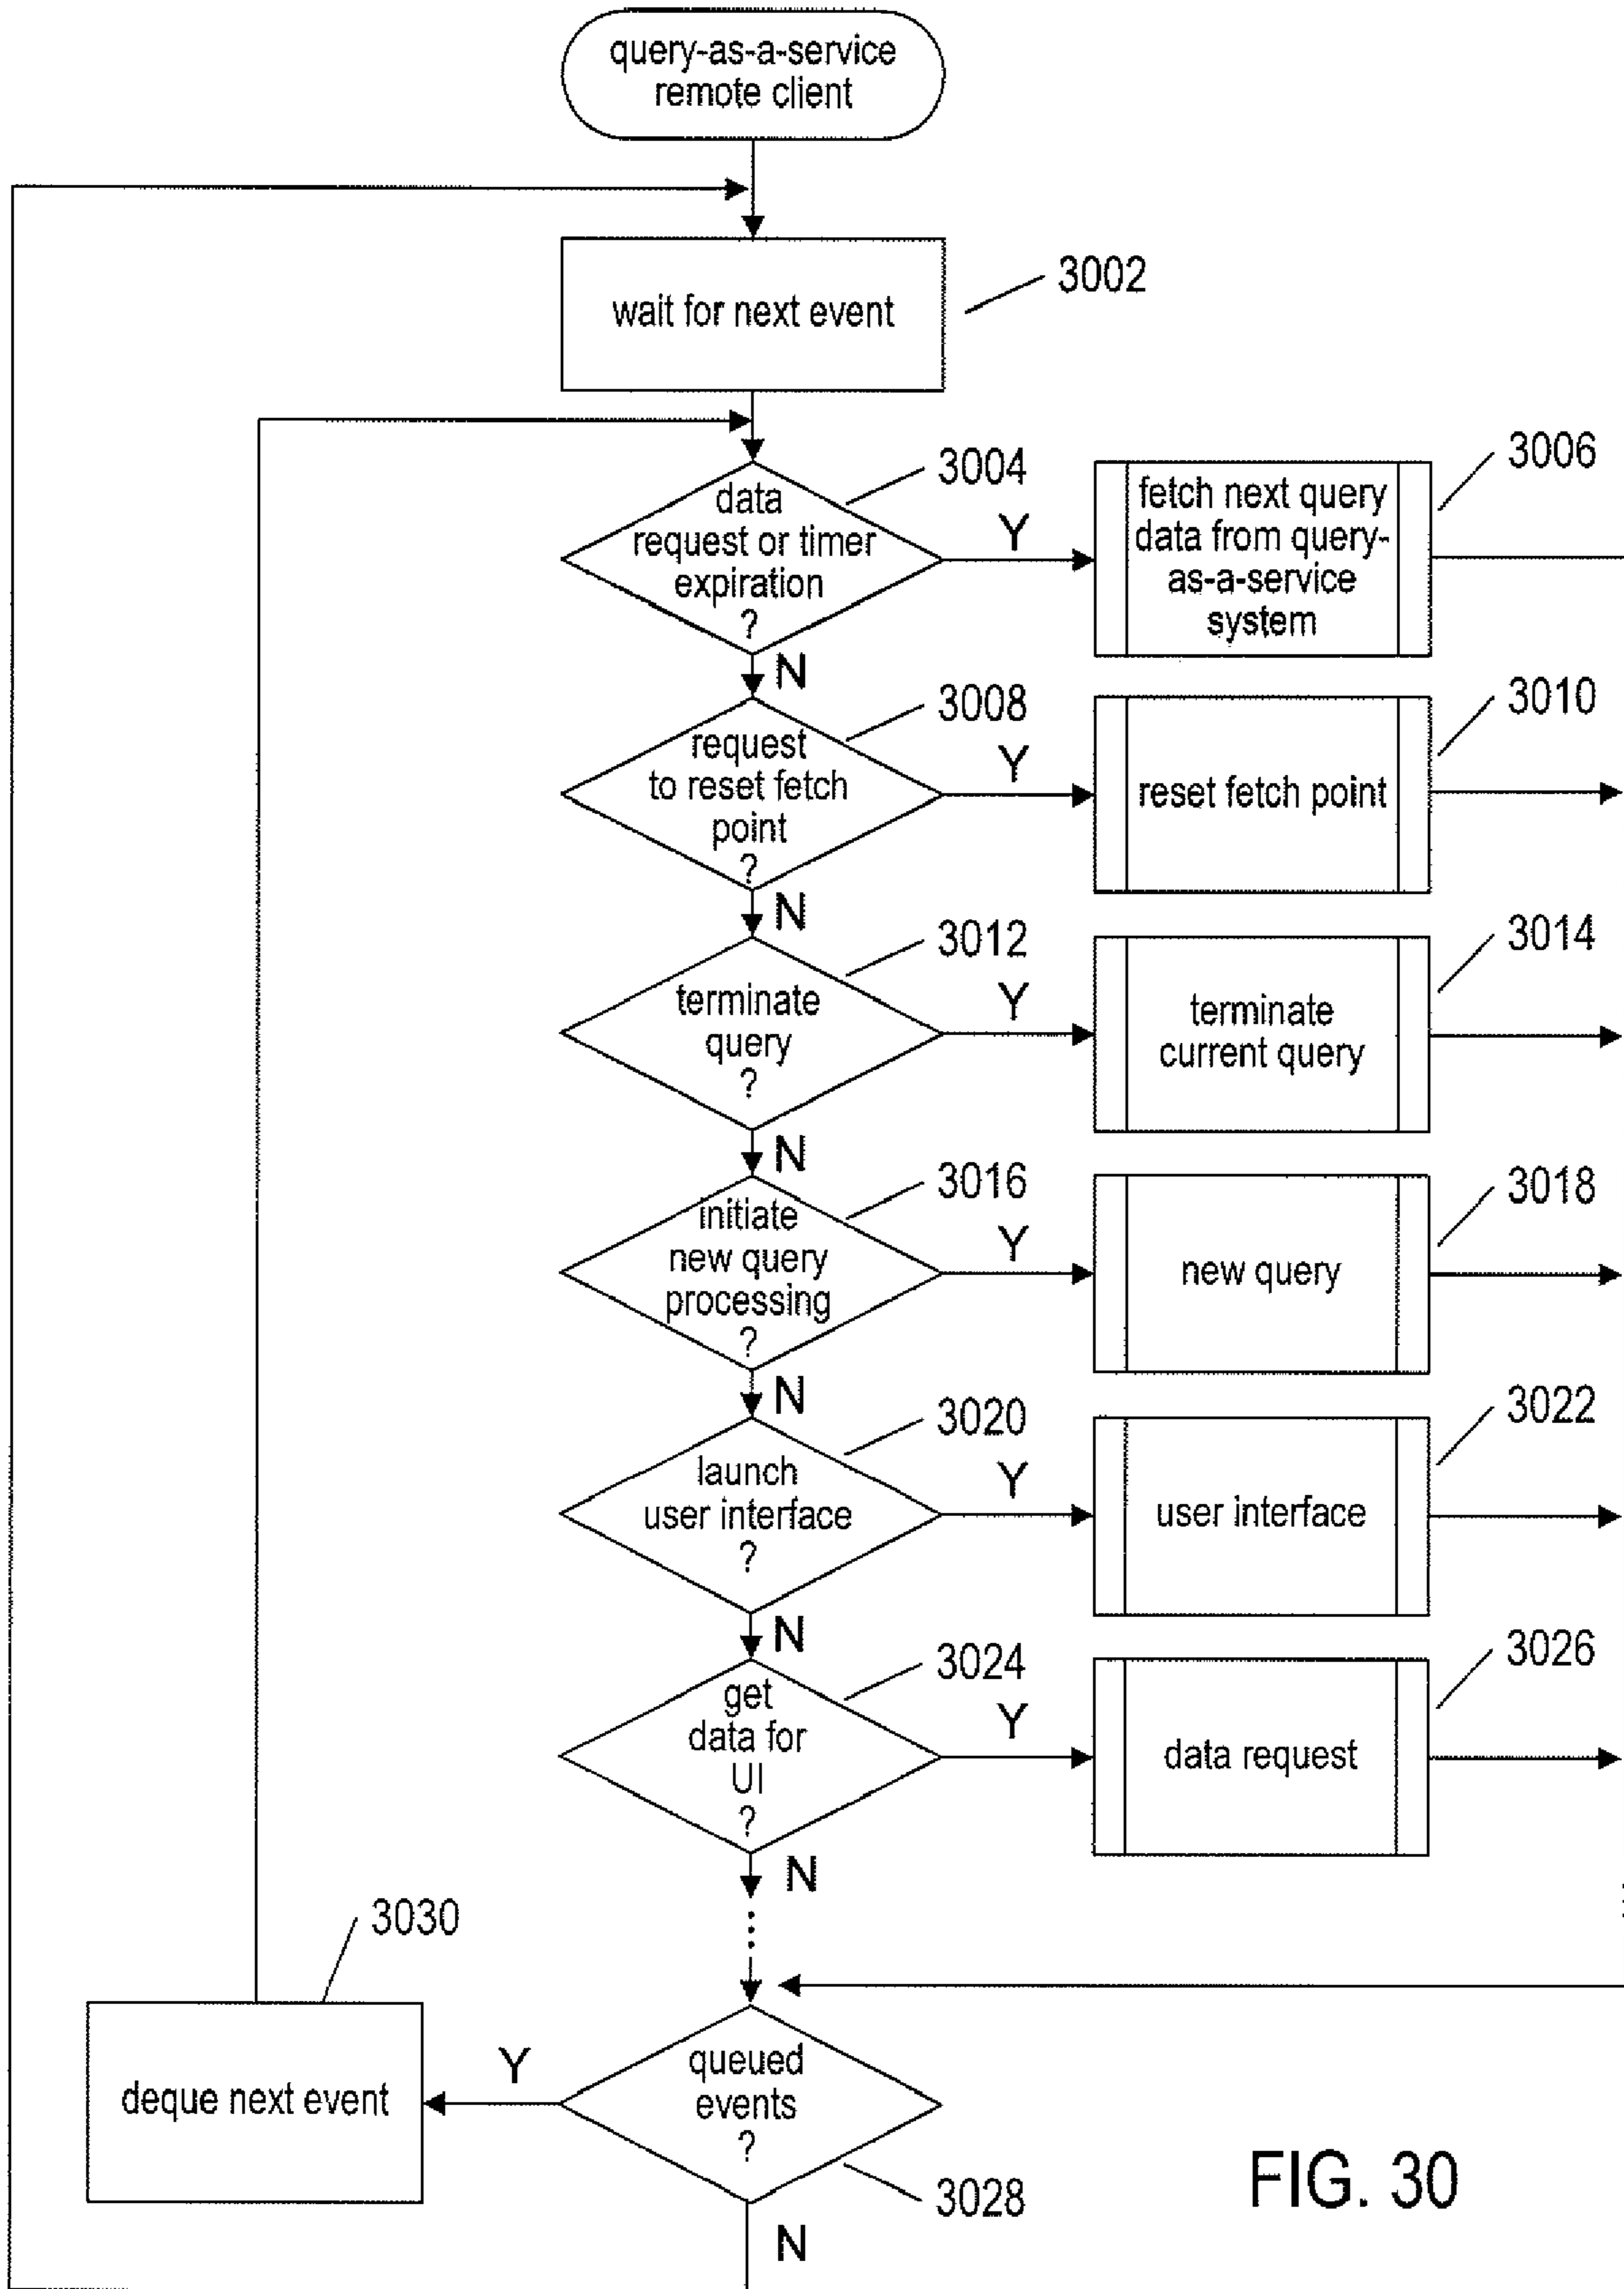 query-as-a-service
remote client
wait for next event
3002
data
request or timer
expiration
?
3004
Y
fetch next query
data from query-
as-a-service
system
3006
N
request
to reset fetch
point
?
3008
Y
reset fetch point
3010
N
terminate
query
?
3012
Y
terminate
current query
3014
N
initiate
new query
processing
?
3016
Y
new query
3018
N
launch
user interface
?
3020
Y
user interface
3022
N
get
data for
UI
?
3024
Y
data request
3026
N
3030
deque next event
Y
queued
events
?
3028
N
FIG. 30